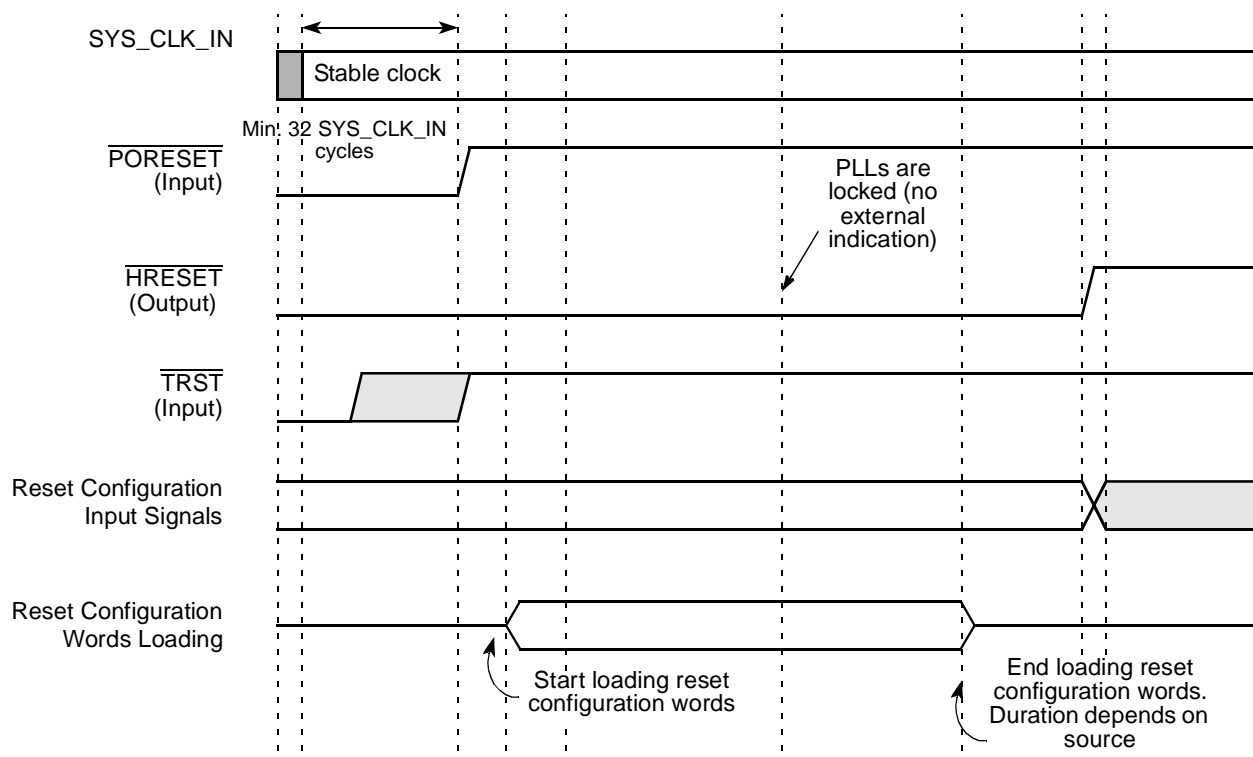 SYS_CLK_IN
Stable clock
Min. 32 SYS_CLK_IN
cycles
PORESET
(Input)
PLLs are
locked (no
external
indication)
HRESET
(Output)
TRST
(Input)
Reset Configuration
Input Signals
Reset Configuration
Words Loading
Start loading reset
configuration words
End loading reset
configuration words.
Duration depends on
source